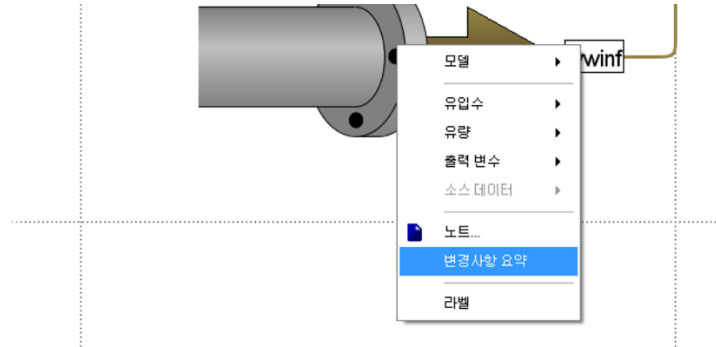 wwinf
모델
유입수
유량
출력 변수
소스 데이터
노트...
변경사항 요약
라벨